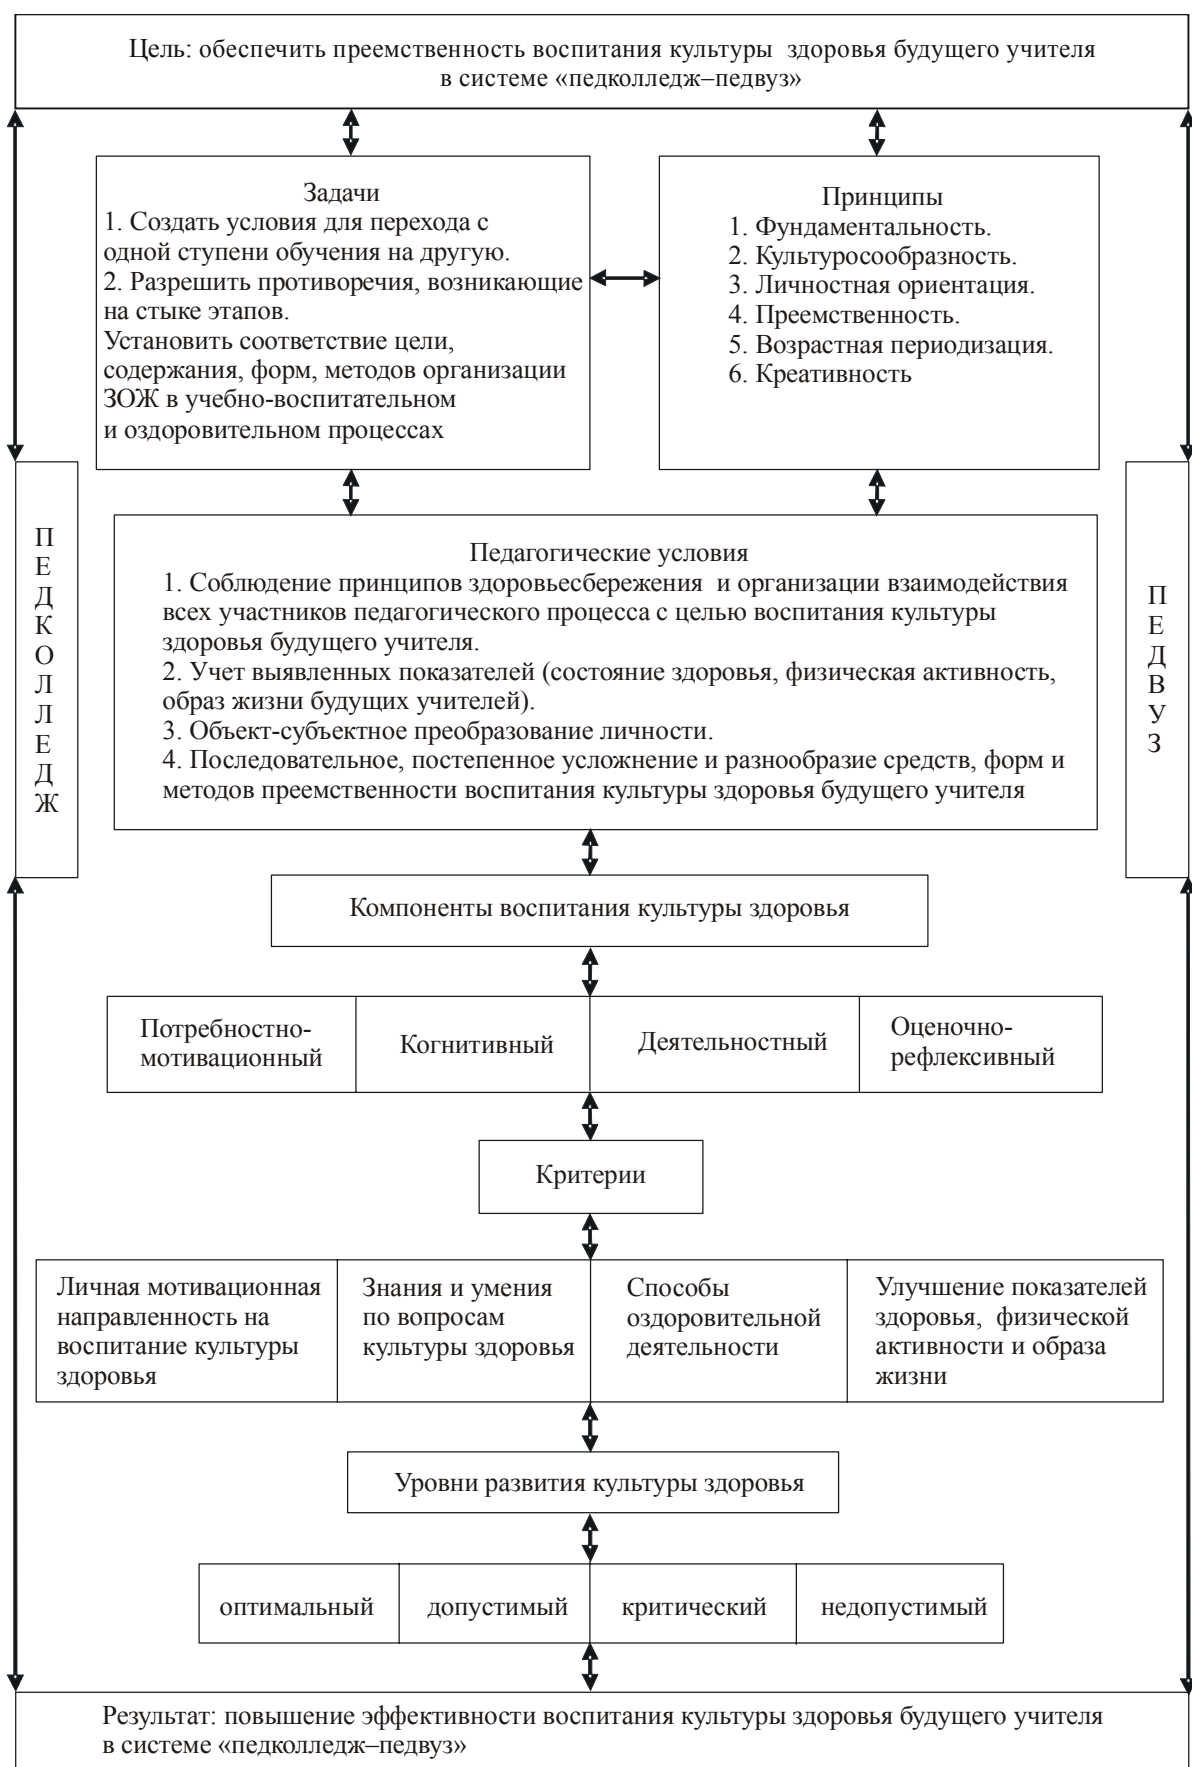 Цель: обеспечить преемственность воспитания культуры здоровья будущего учителя
в системе «педколледж–педвуз»
Задачи
1. Создать условия для перехода с
одной ступени обучения на другую.
2. Разрешить противоречия, возникающие
на стыке этапов.
Установить соответствие цели,
содержания, форм, методов организации
ЗОЖ в учебно-воспитательном
и оздоровительном процессах
Принципы
1. Фундаментальность.
2. Культуросообразность.
3. Личностная ориентация.
4. Преемственность.
5. Возрастная периодизация.
6. Креативность
ПЕДКОЛЛЕДЖ
Педагогические условия
1. Соблюдение принципов здоровьесбережения и организации взаимодействия
всех участников педагогического процесса с целью воспитания культуры
здоровья будущего учителя.
2. Учет выявленных показателей (состояние здоровья, физическая активность,
образ жизни будущих учителей).
3. Объект-субъектное преобразование личности.
4. Последовательное, постепенное усложнение и разнообразие средств, форм и
методов преемственности воспитания культуры здоровья будущего учителя
ПЕДВУЗ
Компоненты воспитания культуры здоровья
Потребностно-
мотивационный
Когнитивный
Деятельностный
Оценочно-
рефлексивный
Критерии
Личная мотивационная
направленность на
воспитание культуры
здоровья
Знания и умения
по вопросам
культуры здоровья
Способы
оздоровительной
деятельности
Улучшение показателей
здоровья, физической
активности и образа
жизни
Уровни развития культуры здоровья
оптимальный
допустимый
критический
недопустимый
Результат: повышение эффективности воспитания культуры здоровья будущего учителя
в системе «педколледж–педвуз»